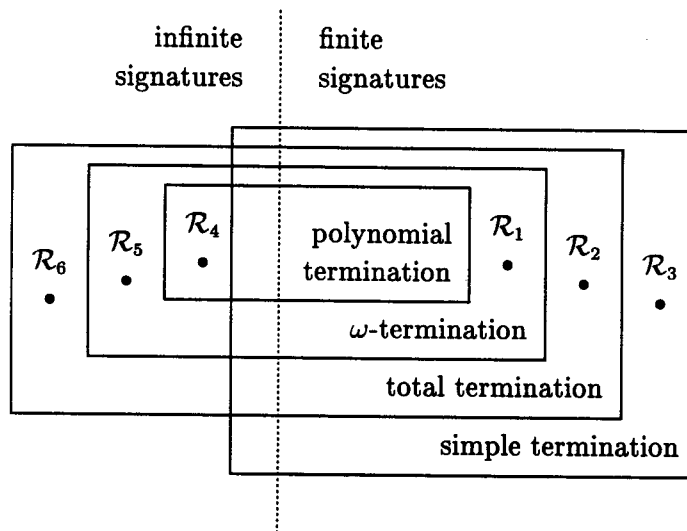 infinite
signatures
finite
signatures
ℛ₆
ℛ₅
ℛ₄
polynomial
termination
ℛ₁
ℛ₂
ℛ₃
ω-termination
total termination
simple termination